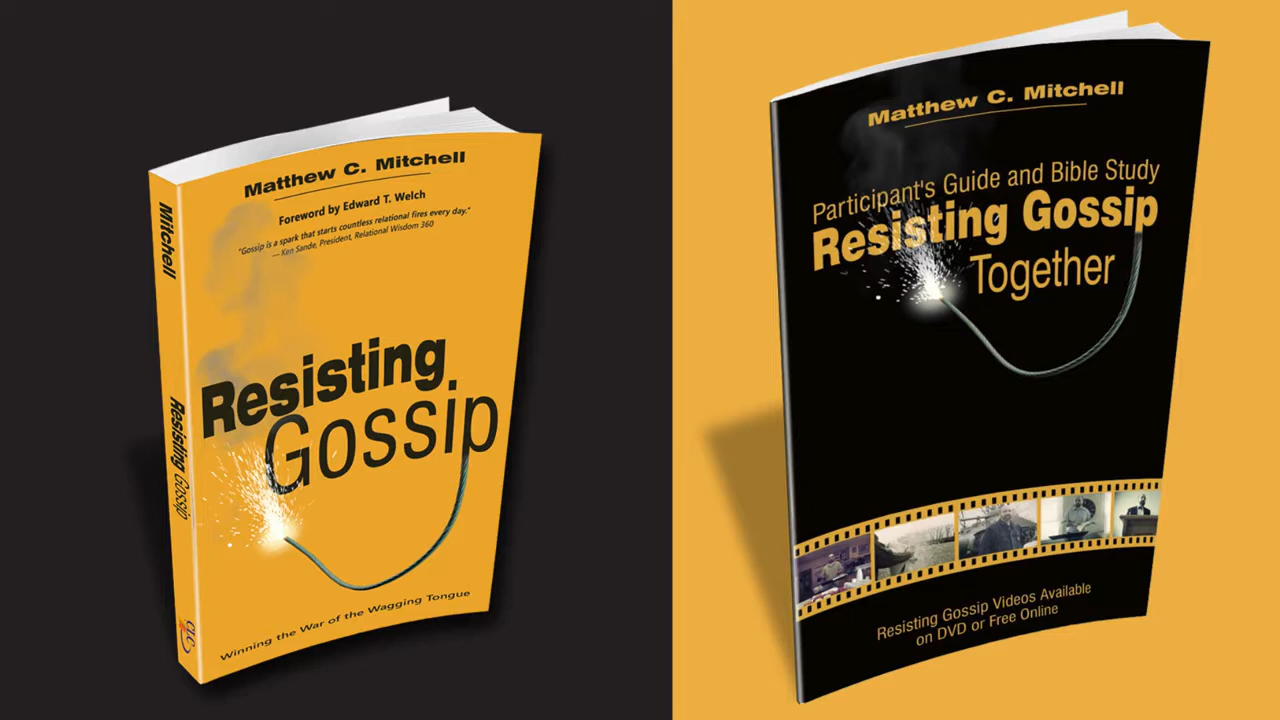 Matthew C. Mitchell
Foreword by Edward T. Welch
"Gossip is a spark that starts countless relational fires every day."
— Ken Sande, President, Relational Wisdom 360
Resisting
Gossip
Winning the War of the Wagging Tongue
Mitchell
Resisting Gossip
CLC
Matthew C. Mitchell
Participant's Guide and Bible Study
Resisting Gossip
Together
Resisting Gossip Videos Available
on DVD or Free Online